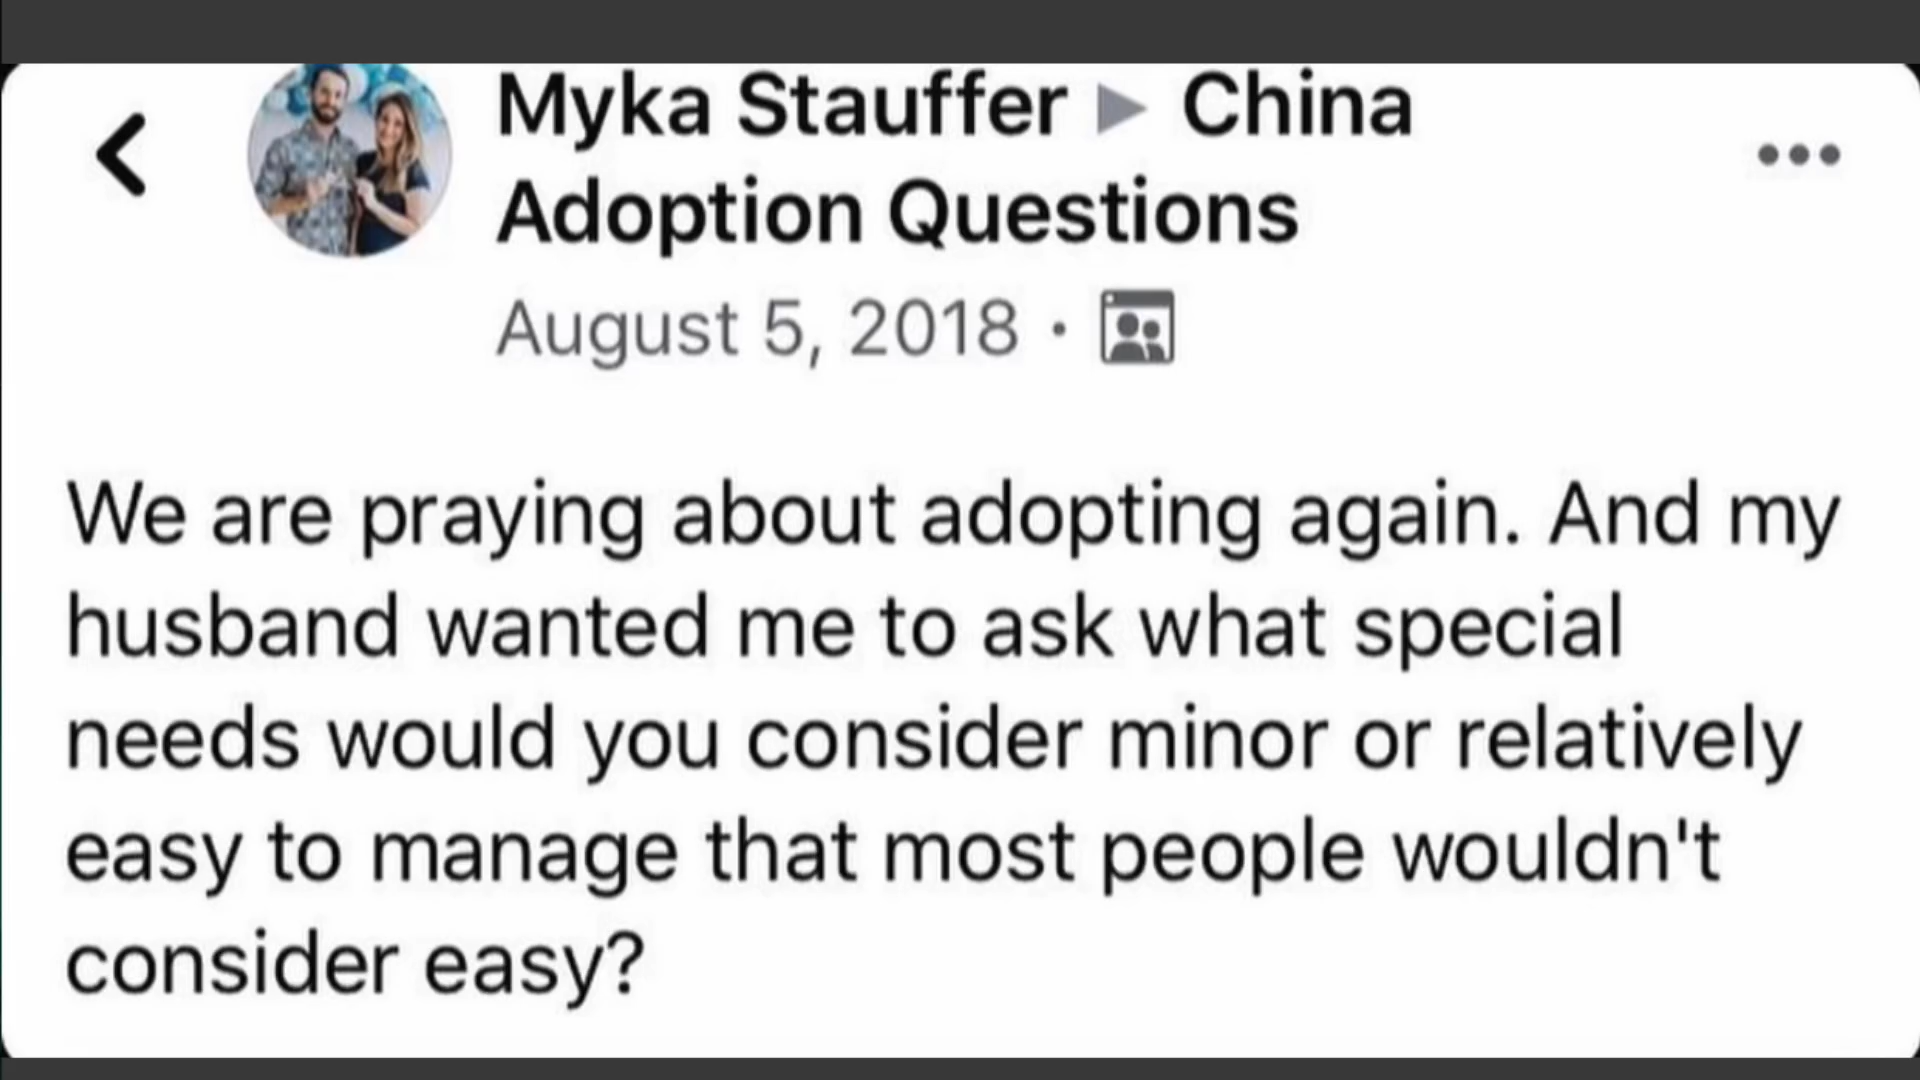 Myka Stauffer ▶ China
Adoption Questions
August 5, 2018 ·
We are praying about adopting again. And my
husband wanted me to ask what special
needs would you consider minor or relatively
easy to manage that most people wouldn't
consider easy?